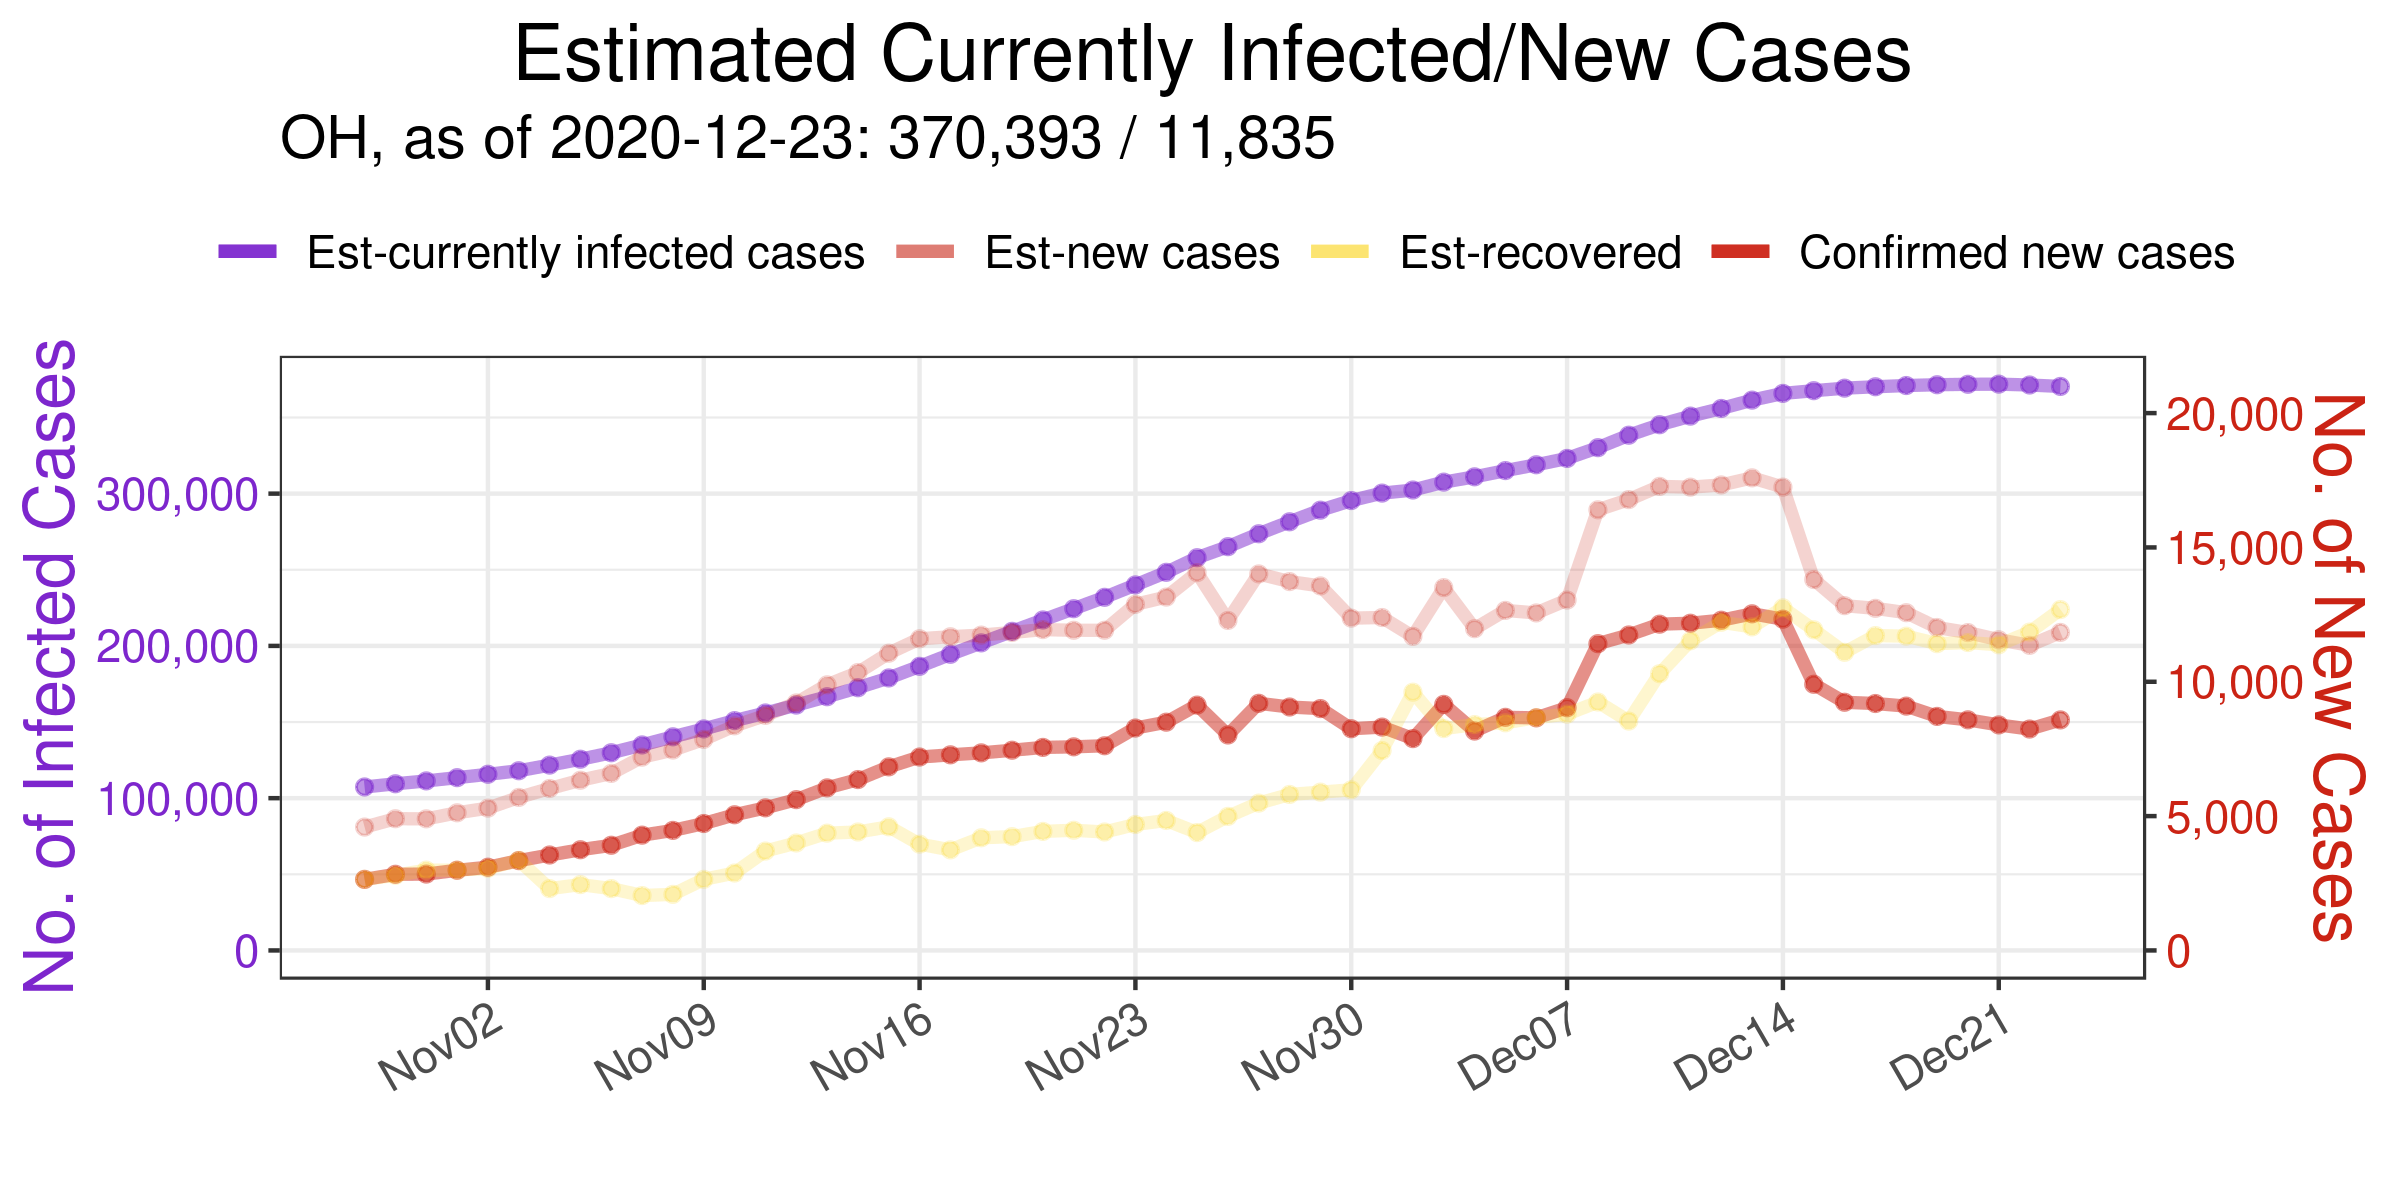 Estimated Currently Infected/New Cases
OH, as of 2020-12-23: 370,393 / 11,835
Est-currently infected cases
Est-new cases
Est-recovered
Confirmed new cases
No. of Infected Cases
300,000
200,000
100,000
0
20,000
15,000
10,000
5,000
0
No. of New Cases
Nov02
Nov09
Nov16
Nov23
Nov30
Dec07
Dec14
Dec21